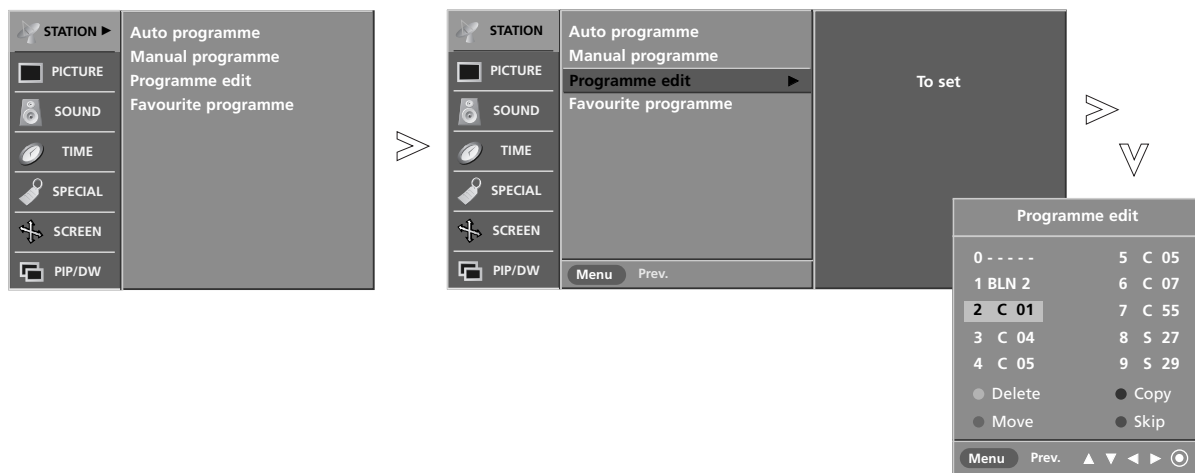 STATION ►
PICTURE
SOUND
TIME
SPECIAL
SCREEN
PIP/DW
Auto programme
Manual programme
Programme edit
Favourite programme
STATION
PICTURE
SOUND
TIME
SPECIAL
SCREEN
PIP/DW
Auto programme
Manual programme
Programme edit ►
Favourite programme
Menu Prev.
To set
Programme edit
0 - - - - - 5 C 05
1 BLN 2 6 C 07
2 C 01 7 C 55
3 C 04 8 S 27
4 C 05 9 S 29
Delete Copy
Move Skip
Menu Prev. ▲ ▼ ◄ ►